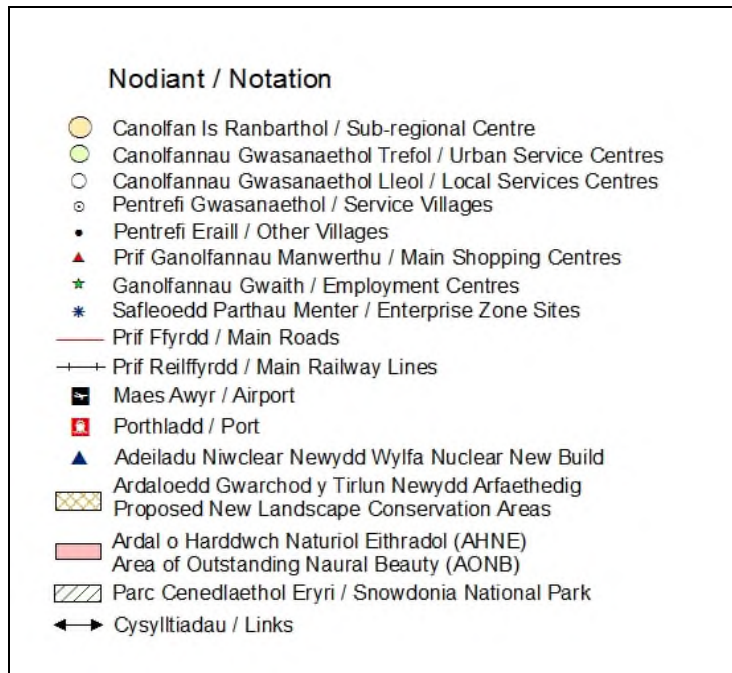 Nodiant / Notation
Canolfan Is Ranbarthol / Sub-regional Centre
Canolfannau Gwasanaethol Trefol / Urban Service Centres
Canolfannau Gwasanaethol Lleol / Local Services Centres
Pentrefi Gwasanaethol / Service Villages
Pentrefi Eraill / Other Villages
Prif Ganolfannau Manwerthu / Main Shopping Centres
Ganolfannau Gwaith / Employment Centres
Safleoedd Parthau Menter / Enterprise Zone Sites
Prif Ffyrdd / Main Roads
Prif Reilffyrdd / Main Railway Lines
Maes Awyr / Airport
Porthladd / Port
Adeiladu Niwclear Newydd Wylfa Nuclear New Build
Ardaloedd Gwarchod y Tirlun Newydd Arfaethedig
Proposed New Landscape Conservation Areas
Ardal o Harddwch Naturiol Eithradol (AHNE)
Area of Outstanding Naural Beauty (AONB)
Parc Cenedlaethol Eryri / Snowdonia National Park
Cysylltiadau / Links